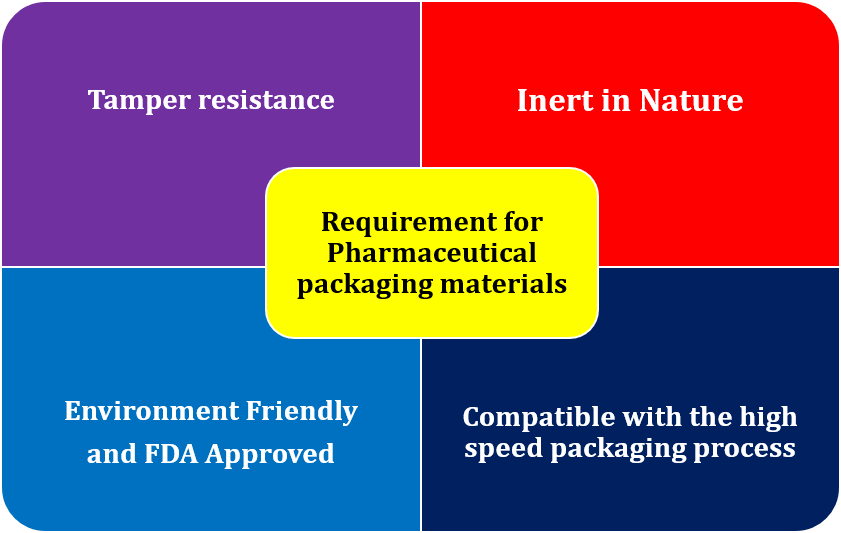 Tamper resistance
Inert in Nature
Requirement for
Pharmaceutical
packaging materials
Environment Friendly
and FDA Approved
Compatible with the high
speed packaging process